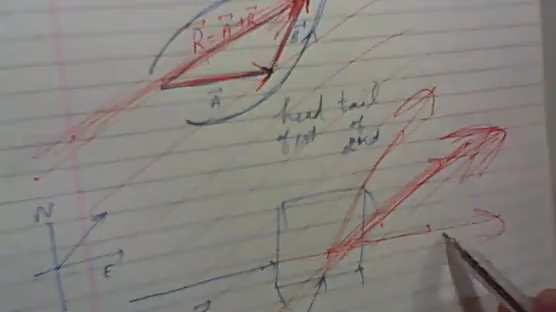 R⃗ = A⃗ + B⃗
B⃗
A⃗
head tail
of 1st of
2nd
N
E